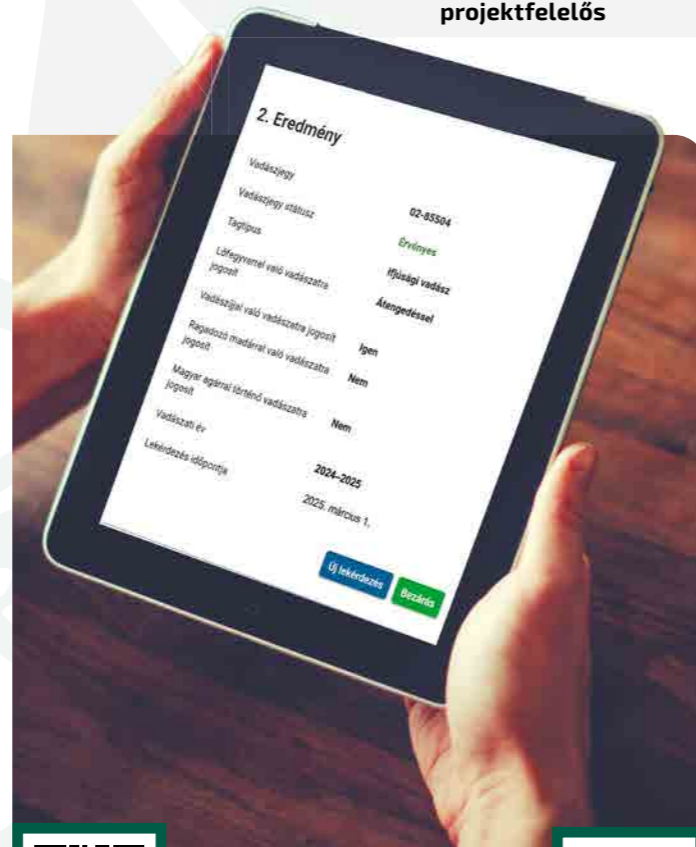 projektfelelős
2. Eredmény
Vadászjegy
02-85504
Vadászjegy státusz
Érvényes
Tagtípus
Ifjúsági vadász
Lőfegyverrel való vadászatra
jogosít
Átengedéssel
Vadászíjjal való vadászatra jogosít
Igen
Ragadozó madárral való vadászatra
jogosít
Nem
Magyar agárral történő vadászatra
jogosít
Nem
Vadászati év
2024–2025
Lekérdezés időpontja
2025. március 1.
Új lekérdezés
Bezárás